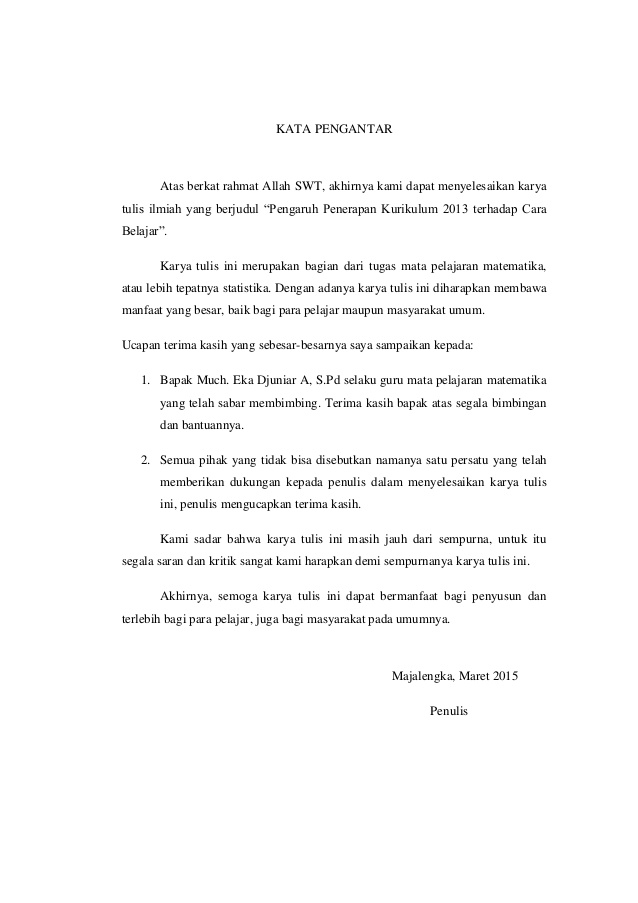 KATA PENGANTAR
Atas berkat rahmat Allah SWT, akhirnya kami dapat menyelesaikan karya
tulis ilmiah yang berjudul “Pengaruh Penerapan Kurikulum 2013 terhadap Cara
Belajar”.
Karya tulis ini merupakan bagian dari tugas mata pelajaran matematika,
atau lebih tepatnya statistika. Dengan adanya karya tulis ini diharapkan membawa
manfaat yang besar, baik bagi para pelajar maupun masyarakat umum.
Ucapan terima kasih yang sebesar-besarnya saya sampaikan kepada:
1. Bapak Much. Eka Djuniar A, S.Pd selaku guru mata pelajaran matematika
yang telah sabar membimbing. Terima kasih bapak atas segala bimbingan
dan bantuannya.
2. Semua pihak yang tidak bisa disebutkan namanya satu persatu yang telah
memberikan dukungan kepada penulis dalam menyelesaikan karya tulis
ini, penulis mengucapkan terima kasih.
Kami sadar bahwa karya tulis ini masih jauh dari sempurna, untuk itu
segala saran dan kritik sangat kami harapkan demi sempurnanya karya tulis ini.
Akhirnya, semoga karya tulis ini dapat bermanfaat bagi penyusun dan
terlebih bagi para pelajar, juga bagi masyarakat pada umumnya.
Majalengka, Maret 2015
Penulis